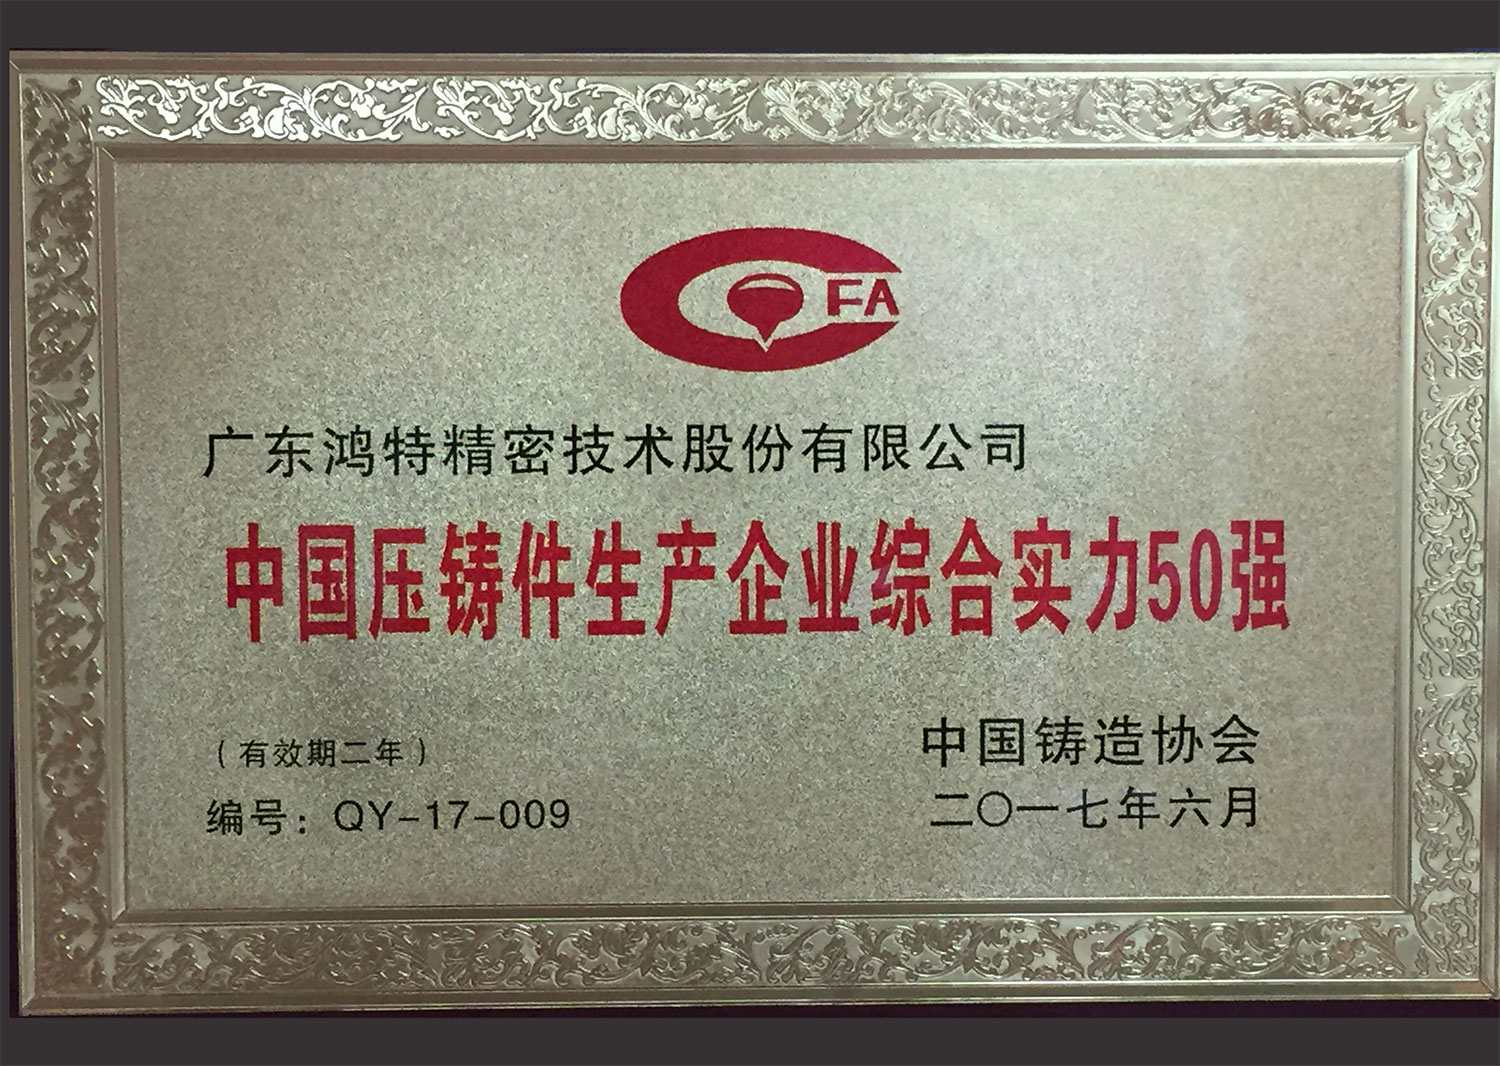 CFA
广东鸿特精密技术股份有限公司
中国压铸件生产企业综合实力50强
（有效期二年）
中国铸造协会
编号：QY-17-009
二〇一七年六月